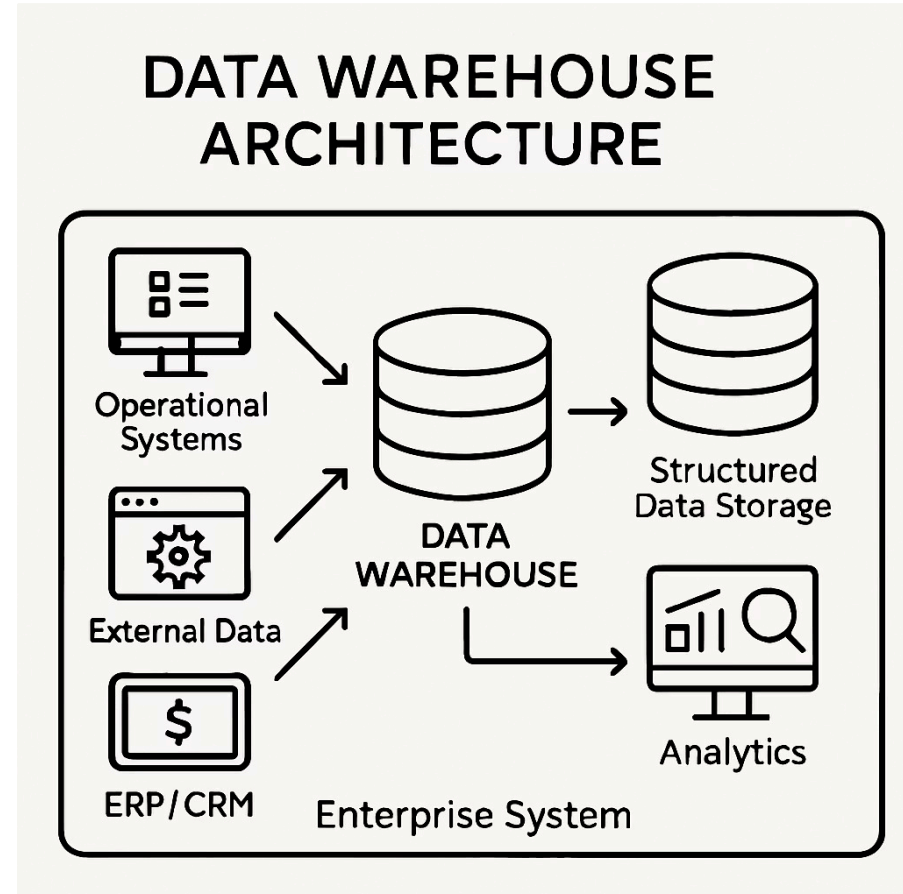 DATA WAREHOUSE
ARCHITECTURE
Operational
Systems
External Data
$
ERP/CRM
DATA
WAREHOUSE
Structured
Data Storage
Analytics
Enterprise System